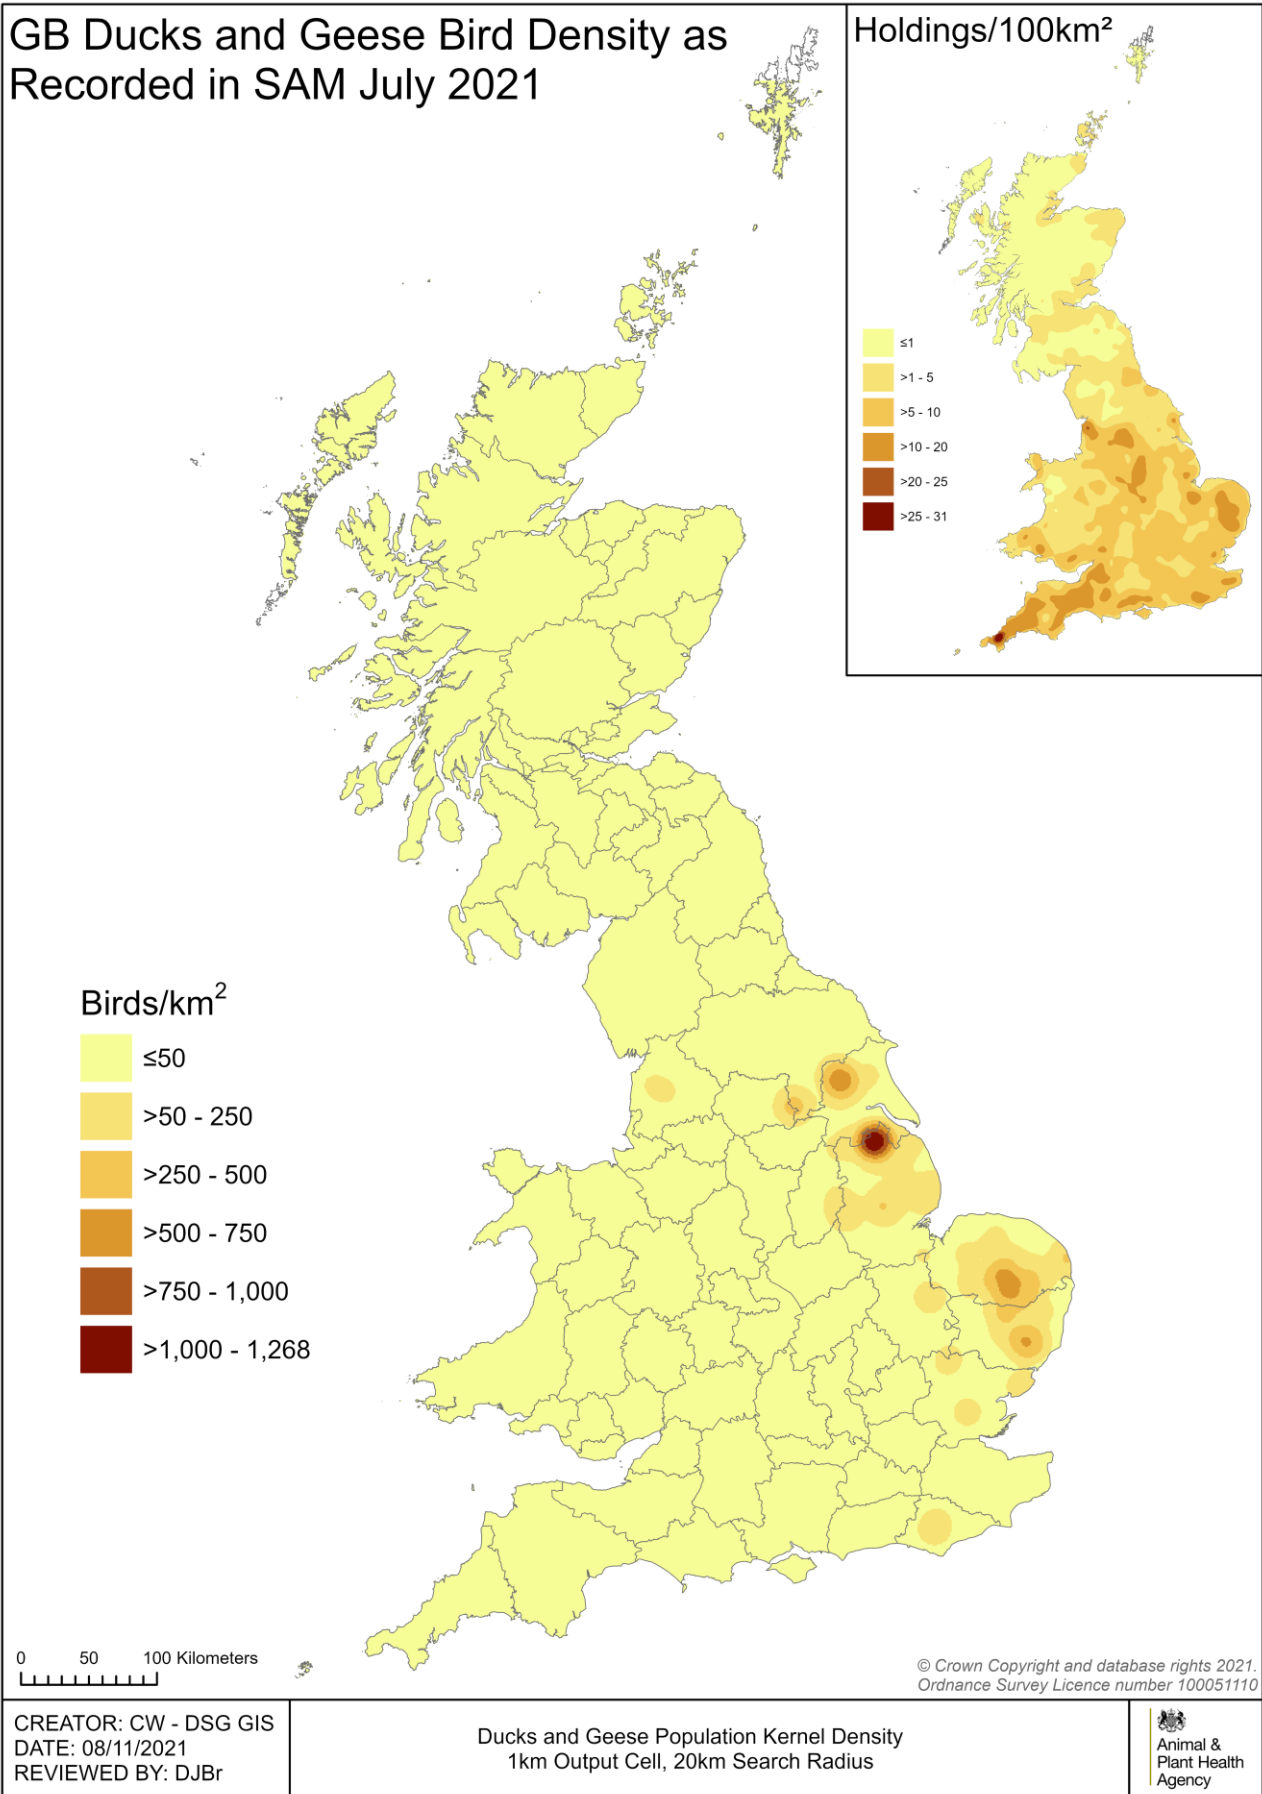 GB Ducks and Geese Bird Density as
Recorded in SAM July 2021
Holdings/100km²
≤1
>1 - 5
>5 - 10
>10 - 20
>20 - 25
>25 - 31
Birds/km²
≤50
>50 - 250
>250 - 500
>500 - 750
>750 - 1,000
>1,000 - 1,268
0 50 100 Kilometers
© Crown Copyright and database rights 2021.
Ordnance Survey Licence number 100051110
CREATOR: CW - DSG GIS
DATE: 08/11/2021
REVIEWED BY: DJBr
Ducks and Geese Population Kernel Density
1km Output Cell, 20km Search Radius
Animal &
Plant Health
Agency